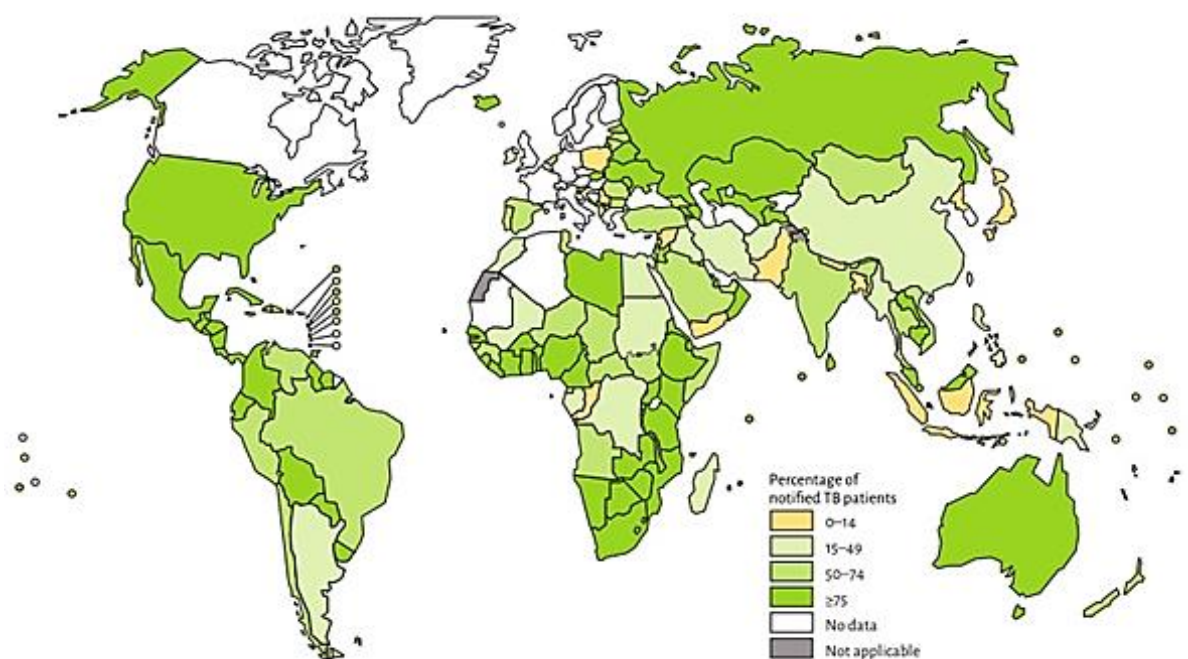 Percentage of
notified TB patients
0–14
15–49
50–74
≥75
No data
Not applicable